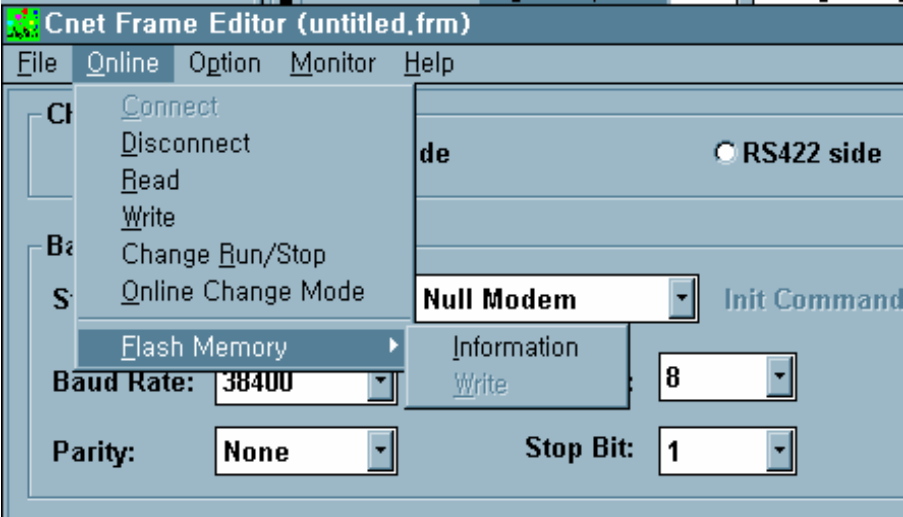 Cnet Frame Editor (untitled.frm)
File Online Option Monitor Help
Connect
Disconnect
de
RS422 side
Read
Write
Change Run/Stop
Online Change Mode
Null Modem
Init Command
Flash Memory
Information
Write
Baud Rate: 38400
8
Parity: None
Stop Bit: 1